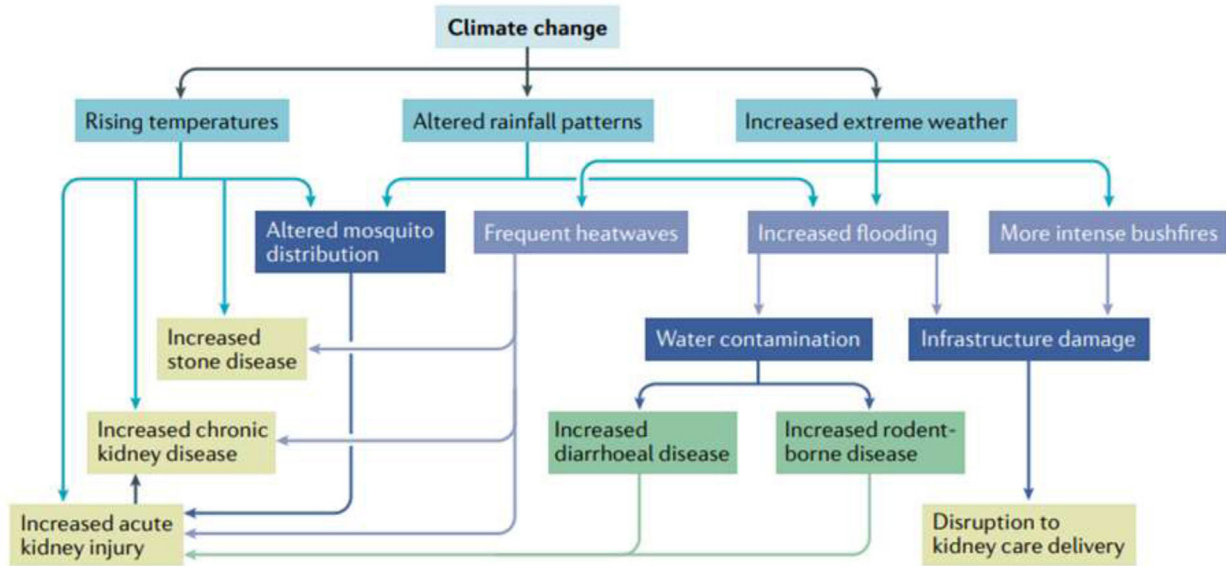 Climate change
Rising temperatures
Altered rainfall patterns
Increased extreme weather
Altered mosquito
distribution
Frequent heatwaves
Increased flooding
More intense bushfires
Increased
stone disease
Water contamination
Infrastructure damage
Increased chronic
kidney disease
Increased
diarrhoeal disease
Increased rodent-
borne disease
Increased acute
kidney injury
Disruption to
kidney care delivery